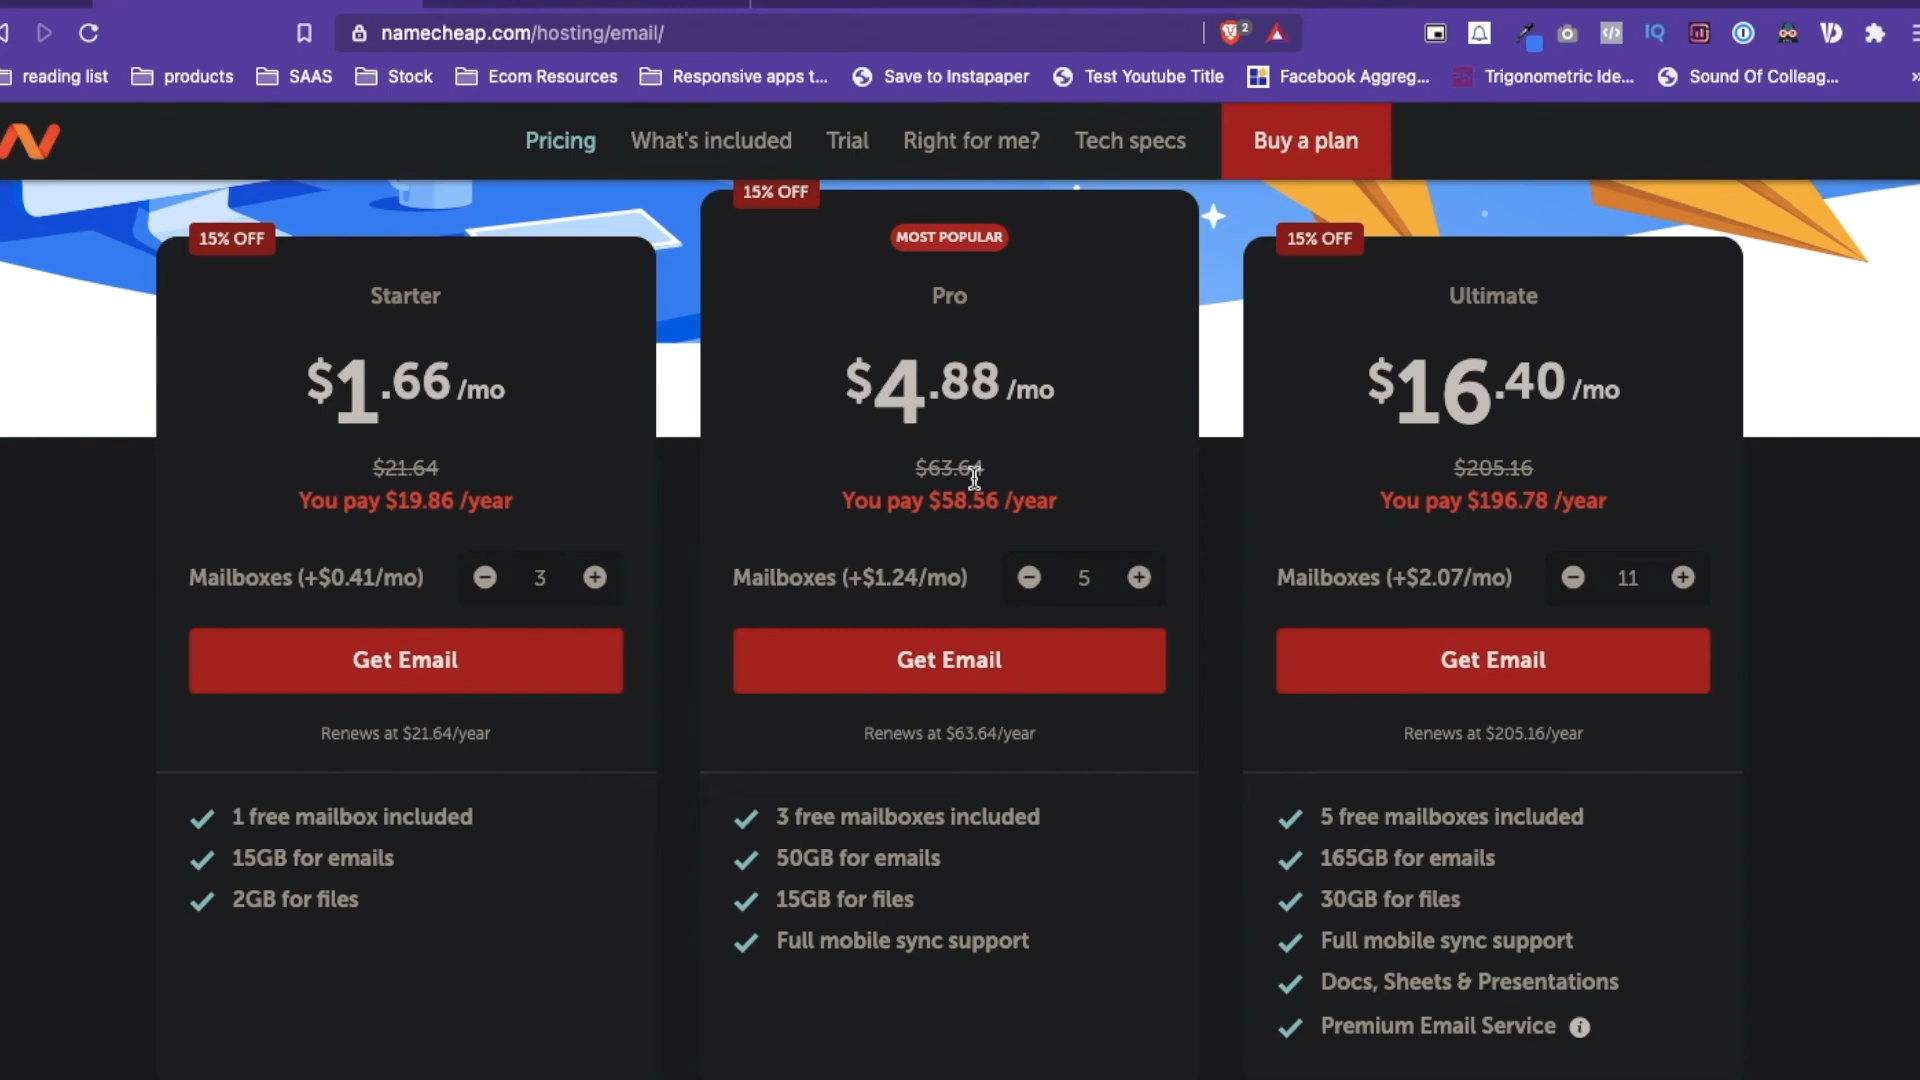 namecheap.com/hosting/email/
2
reading list
products
SAAS
Stock
Ecom Resources
Responsive apps t...
Save to Instapaper
Test Youtube Title
Facebook Aggreg...
Trigonometric Ide...
Sound Of Colleag...
»
Pricing
What's included
Trial
Right for me?
Tech specs
Buy a plan
15% OFF
Starter
$1.66 /mo
$21.64
You pay $19.86 /year
Mailboxes (+$0.41/mo)
3
Get Email
Renews at $21.64/year
1 free mailbox included
15GB for emails
2GB for files
15% OFF
MOST POPULAR
Pro
$4.88 /mo
$63.64
You pay $58.56 /year
Mailboxes (+$1.24/mo)
5
Get Email
Renews at $63.64/year
3 free mailboxes included
50GB for emails
15GB for files
Full mobile sync support
15% OFF
Ultimate
$16.40 /mo
$205.16
You pay $196.78 /year
Mailboxes (+$2.07/mo)
11
Get Email
Renews at $205.16/year
5 free mailboxes included
165GB for emails
30GB for files
Full mobile sync support
Docs, Sheets & Presentations
Premium Email Service